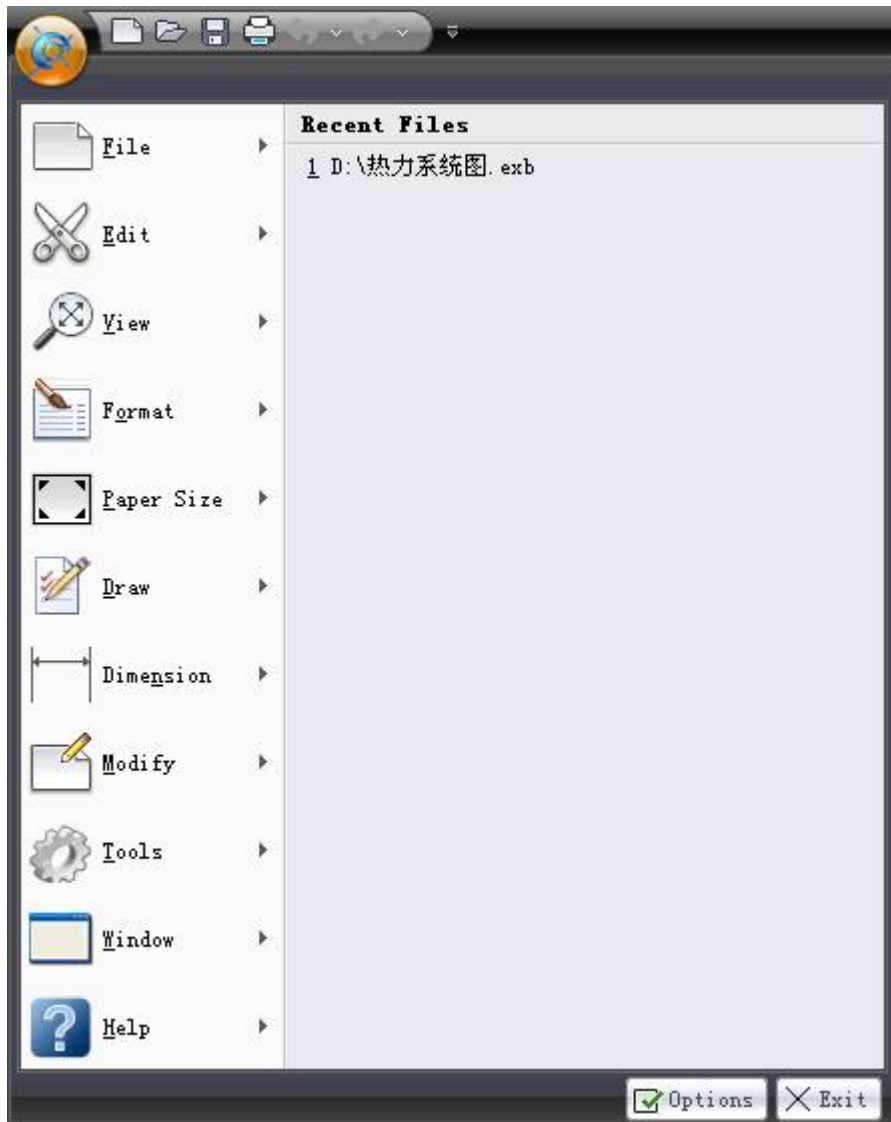 File
Edit
View
Format
Paper Size
Draw
Dimension
Modify
Tools
Window
Help
Recent Files
1 D:\热力系统图.exb
Options
Exit